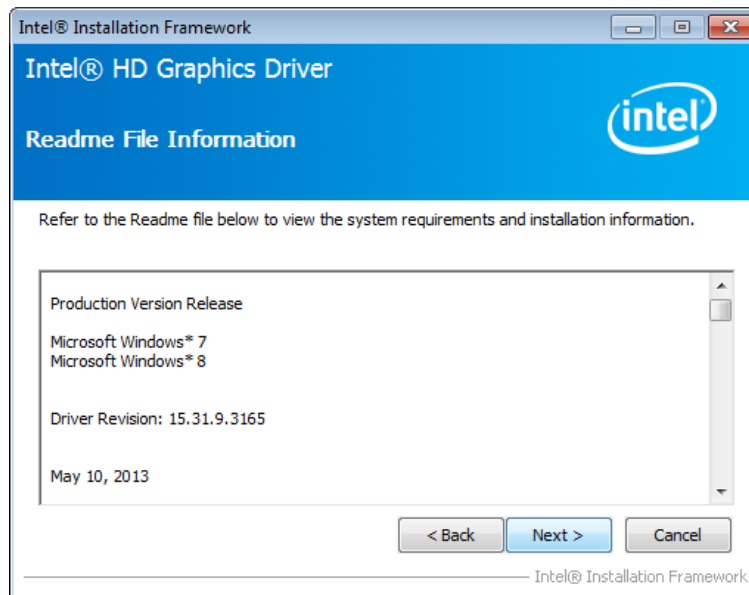 Intel® Installation Framework
Intel® HD Graphics Driver
intel®
Readme File Information
Refer to the Readme file below to view the system requirements and installation information.
Production Version Release
Microsoft Windows* 7
Microsoft Windows* 8
Driver Revision: 15.31.9.3165
May 10, 2013
< Back Next > Cancel
Intel® Installation Framework